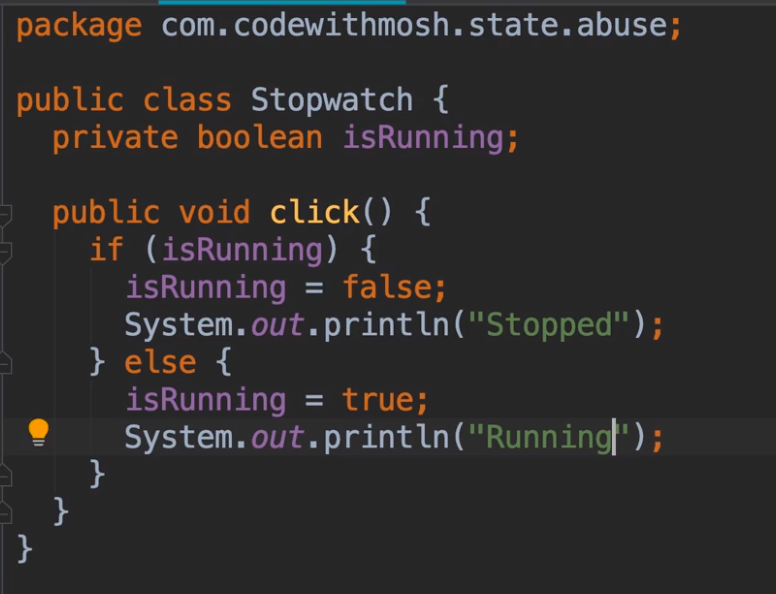 package com.codewithmosh.state.abuse;
public class Stopwatch {
private boolean isRunning;
public void click() {
if (isRunning) {
isRunning = false;
System.out.println("Stopped");
} else {
isRunning = true;
System.out.println("Running");
}
}
}